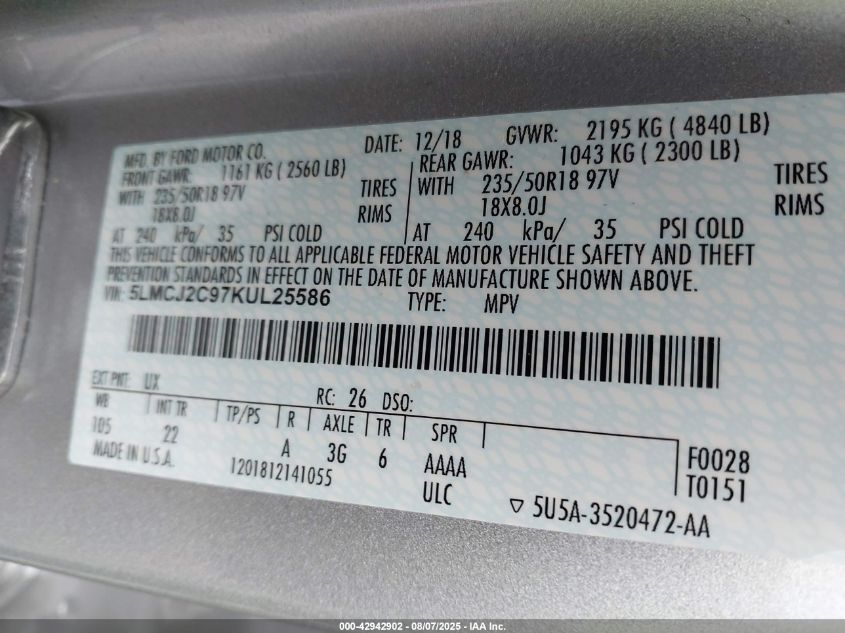 MFD. BY FORD MOTOR CO.
DATE: 12/18 GVWR: 2195 KG ( 4840 LB)
FRONT GAWR: 1161 KG ( 2560 LB)
REAR GAWR: 1043 KG ( 2300 LB)
WITH 235/50R18 97V TIRES
WITH 235/50R18 97V TIRES
18X8.0J RIMS
18X8.0J RIMS
AT 240 kPa/ 35 PSI COLD
AT 240 kPa/ 35 PSI COLD
THIS VEHICLE CONFORMS TO ALL APPLICABLE FEDERAL MOTOR VEHICLE SAFETY AND THEFT
PREVENTION STANDARDS IN EFFECT ON THE DATE OF MANUFACTURE SHOWN ABOVE.
VIN: 5LMCJ2C97KUL25586 TYPE: MPV
EXT PNT: UX RC: 26 DSO:
WB INT TR TP/PS R AXLE TR SPR
105 22 A 3G 6 AAAA F0028
MADE IN U.S.A. 1201812141055 ULC T0151
5U5A-3520472-AA
000-42942902 - 08/07/2025 - IAA Inc.